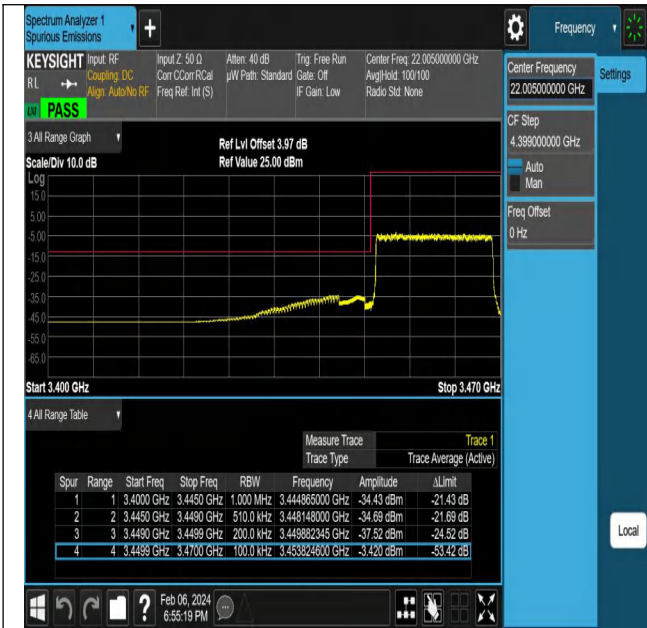 Spectrum Analyzer 1
Spurious Emissions
Frequency
KEYSIGHT Input: RF Input Z: 50 Ω Atten: 40 dB Trig: Free Run Center Freq: 22.005000000 GHz
RL Coupling: DC Corr CCorr RCal µW Path: Standard Gate: Off Avg|Hold: 100/100
Align: Auto/No RF Freq Ref: Int (S) IF Gain: Low Radio Std: None
PASS
Center Frequency
22.005000000 GHz
Settings
CF Step
4.399000000 GHz
Auto
Man
Freq Offset
0 Hz
3 All Range Graph
Ref Lvl Offset 3.97 dB
Scale/Div 10.0 dB Ref Value 25.00 dBm
Log
15.0
5.00
-5.00
-15.0
-25.0
-35.0
-45.0
-55.0
-65.0
Start 3.400 GHz Stop 3.470 GHz
4 All Range Table
Measure Trace Trace 1
Trace Type Trace Average (Active)
Spur Range Start Freq Stop Freq RBW Frequency Amplitude ΔLimit
1 1 3.4000 GHz 3.4450 GHz 1.000 MHz 3.444865000 GHz -34.43 dBm -21.43 dB
2 2 3.4450 GHz 3.4490 GHz 510.0 kHz 3.448148000 GHz -34.69 dBm -21.69 dB
3 3 3.4490 GHz 3.4499 GHz 200.0 kHz 3.449882345 GHz -37.52 dBm -24.52 dB
4 4 3.4499 GHz 3.4700 GHz 100.0 kHz 3.453824600 GHz -3.420 dBm -53.42 dB
Local
?
Feb 06, 2024
6:55:19 PM